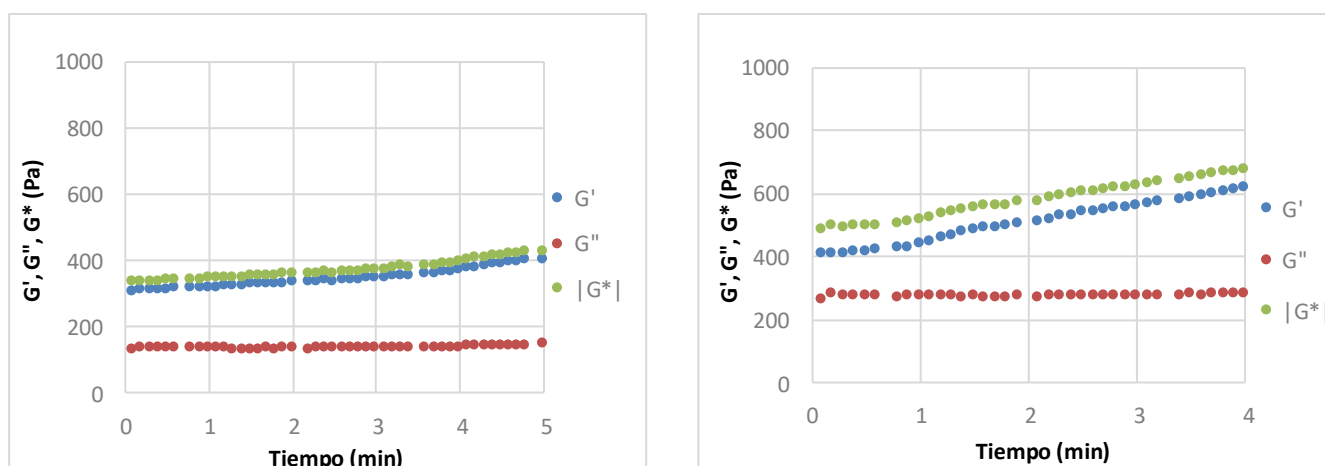 1000
800
600
400
200
0
G', G", G* (Pa)
0 1 2 3 4 5
Tiempo (min)
G'
G"
|G*|
1000
800
600
400
200
0
G', G", G* (Pa)
0 1 2 3 4
Tiempo (min)
G'
G"
|G*|